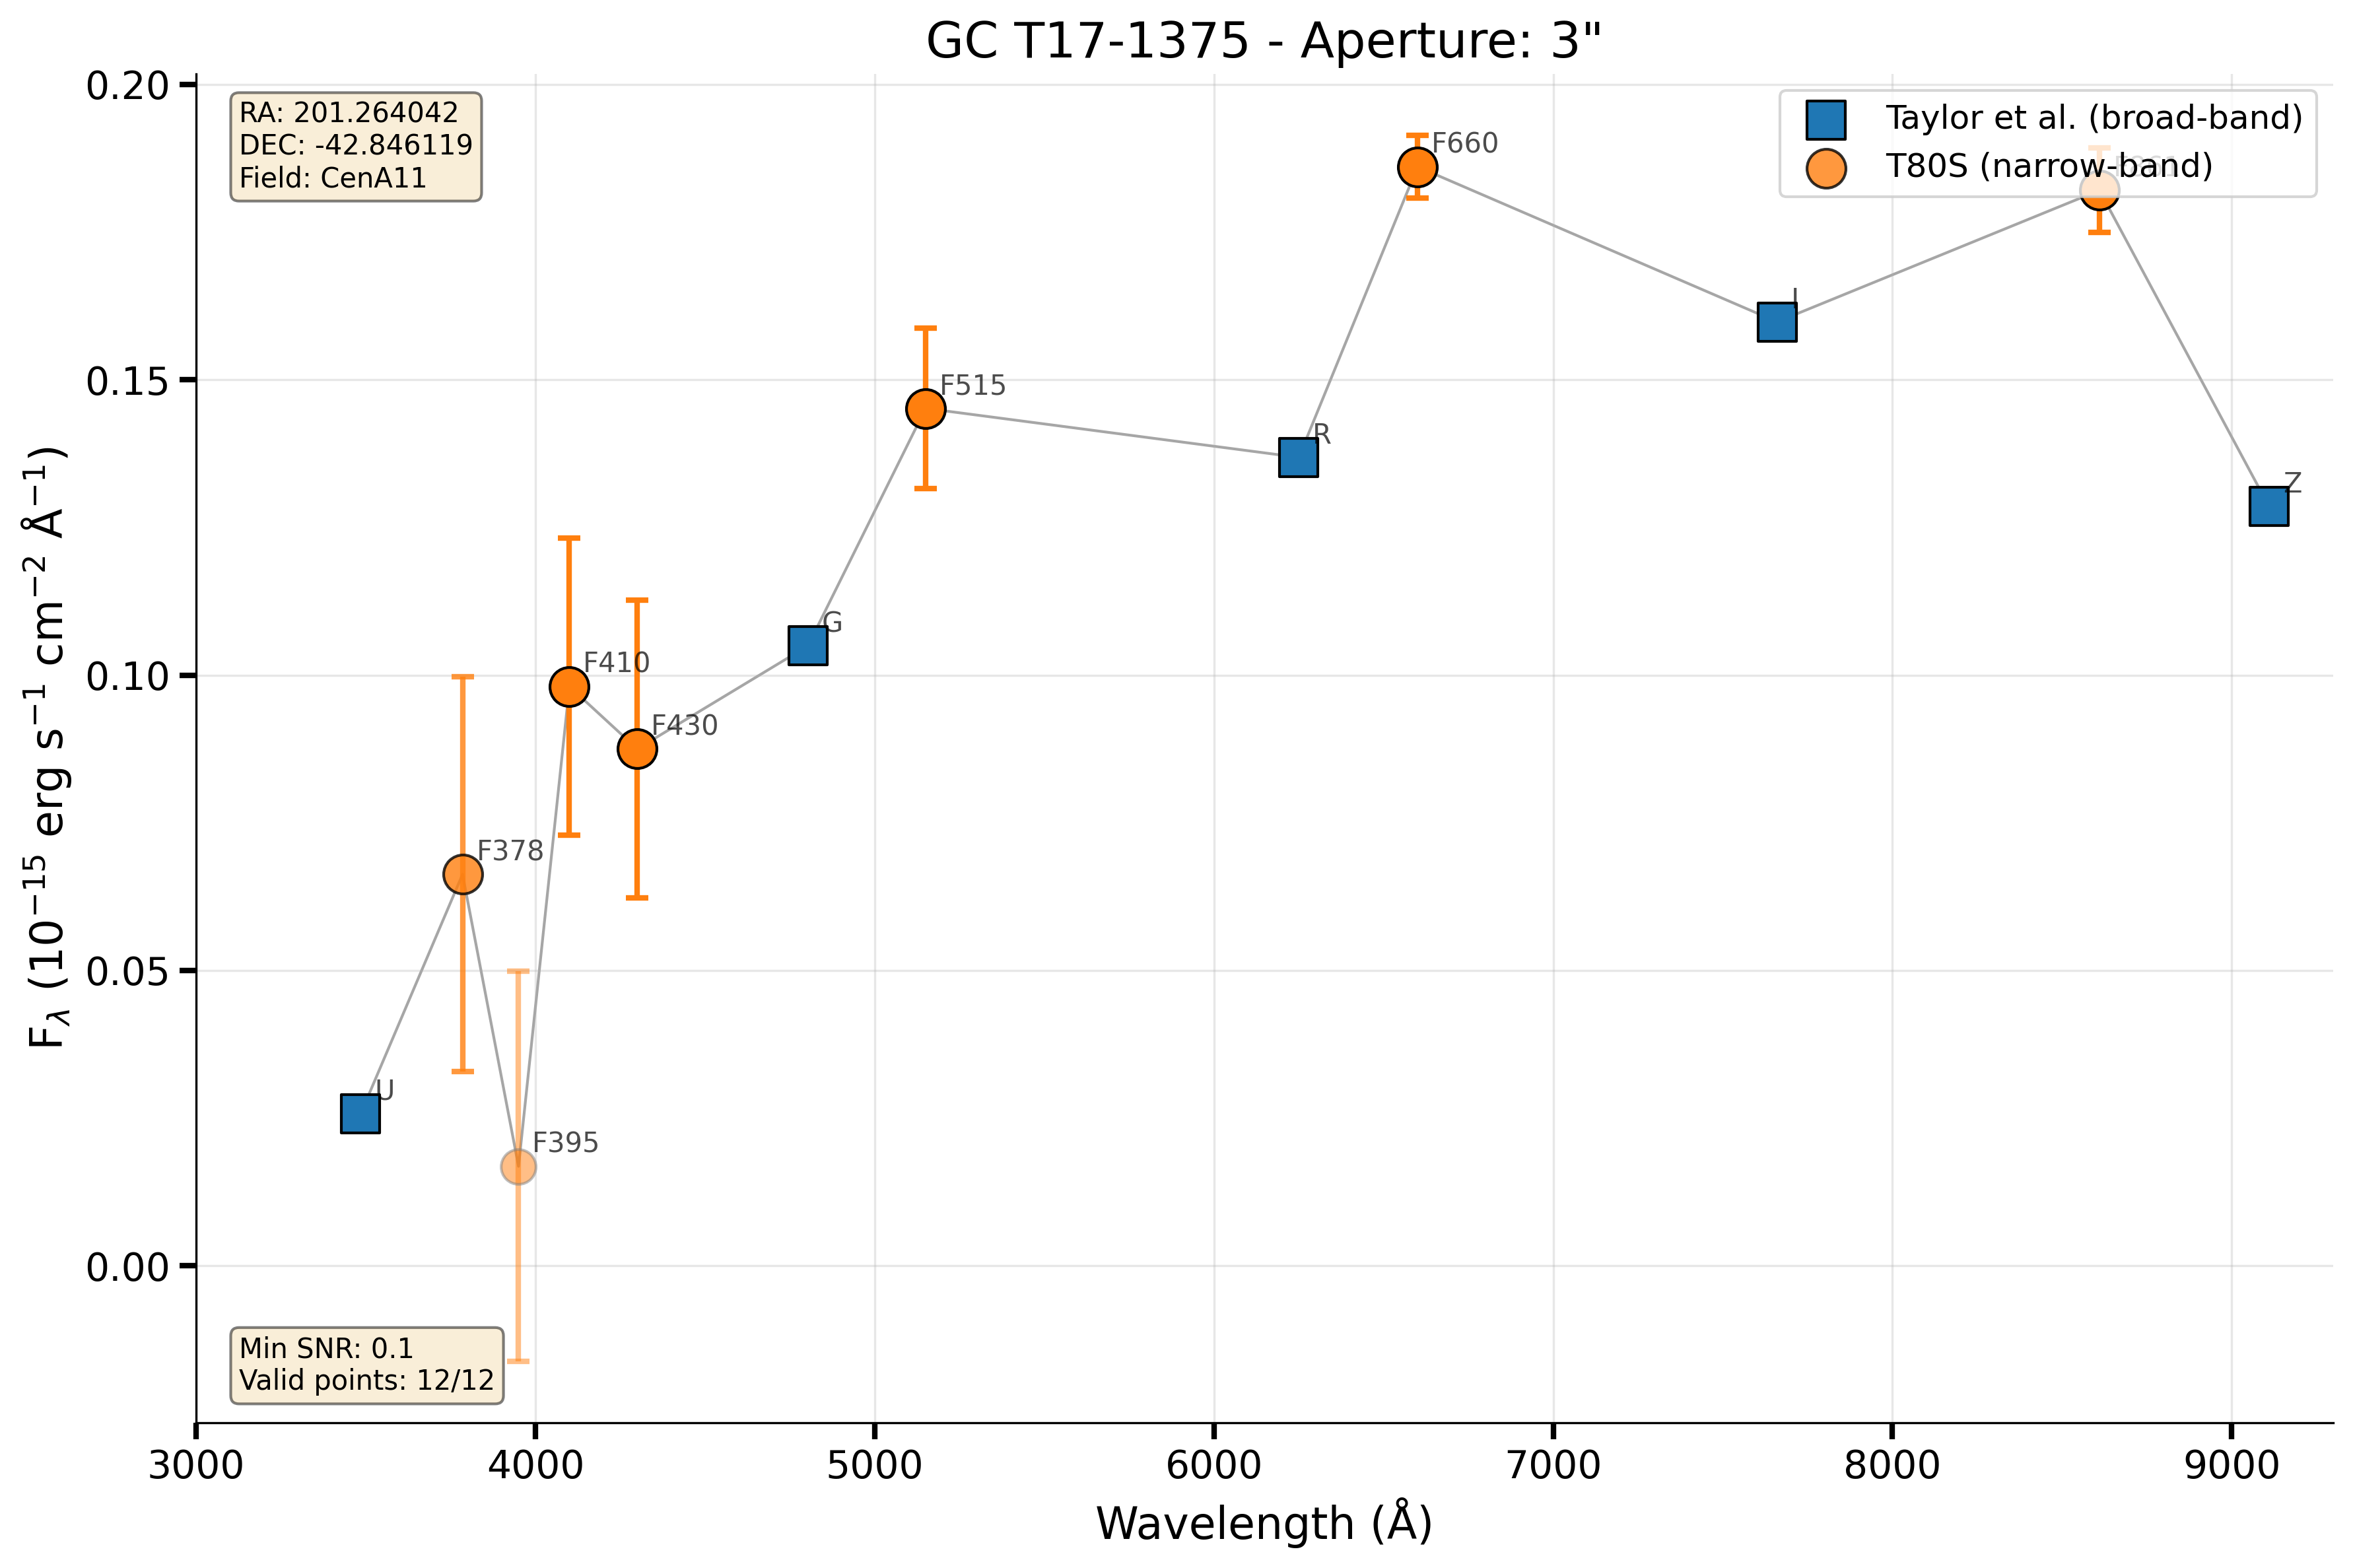 GC T17-1375 - Aperture: 3"
RA: 201.264042
DEC: -42.846119
Field: CenA11
Taylor et al. (broad-band)
T80S (narrow-band)
F660
I
F515
R
Z
G
F410
F430
F378
U
F395
Min SNR: 0.1
Valid points: 12/12
0.20
0.15
0.10
0.05
0.00
F_λ (10^{−15} erg s^{−1} cm^{−2} Å^{−1})
3000 4000 5000 6000 7000 8000 9000
Wavelength (Å)